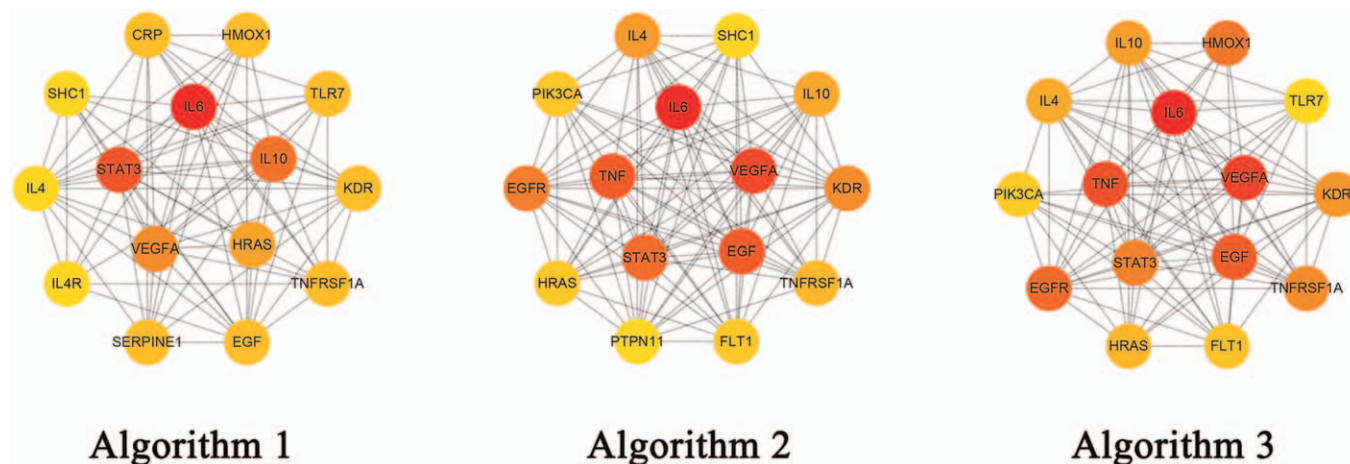 CRP
HMOX1
SHC1
TLR7
IL6
STAT3
IL10
IL4
KDR
VEGFA
HRAS
IL4R
TNFRSF1A
SERPINE1
EGF
Algorithm 1
IL4
SHC1
PIK3CA
IL10
IL6
TNF
VEGFA
EGFR
KDR
STAT3
EGF
HRAS
TNFRSF1A
PTPN11
FLT1
Algorithm 2
IL10
HMOX1
IL4
TLR7
IL6
TNF
VEGFA
PIK3CA
KDR
STAT3
EGF
EGFR
TNFRSF1A
HRAS
FLT1
Algorithm 3